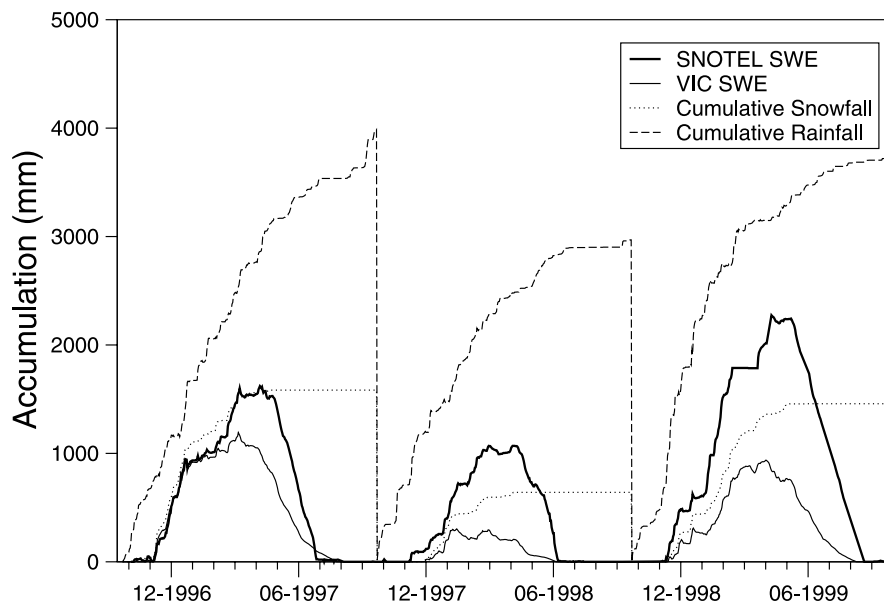 5000
4000
3000
2000
1000
0
Accumulation (mm)
SNOTEL SWE
VIC SWE
Cumulative Snowfall
Cumulative Rainfall
12-1996 06-1997 12-1997 06-1998 12-1998 06-1999